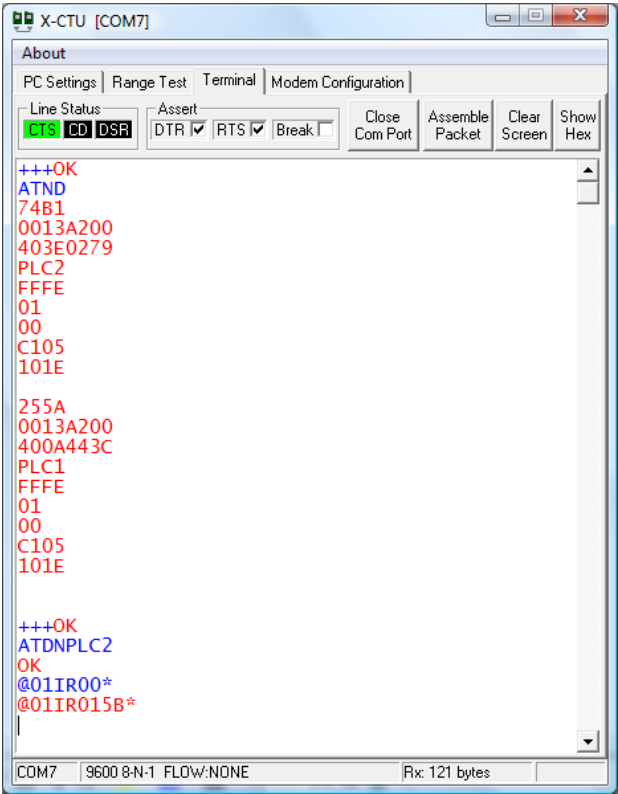 X-CTU [COM7]
About
PC Settings Range Test Terminal Modem Configuration
Line Status Assert
CTS CD DSR DTR RTS Break
Close Com Port
Assemble Packet
Clear Screen
Show Hex
+++OK
ATND
74B1
0013A200
403E0279
PLC2
FFFE
01
00
C105
101E
255A
0013A200
400A443C
PLC1
FFFE
01
00
C105
101E
+++OK
ATDNPLC2
OK
@01IR00*
@01IR015B*
COM7 9600 8-N-1 FLOW:NONE Rx: 121 bytes